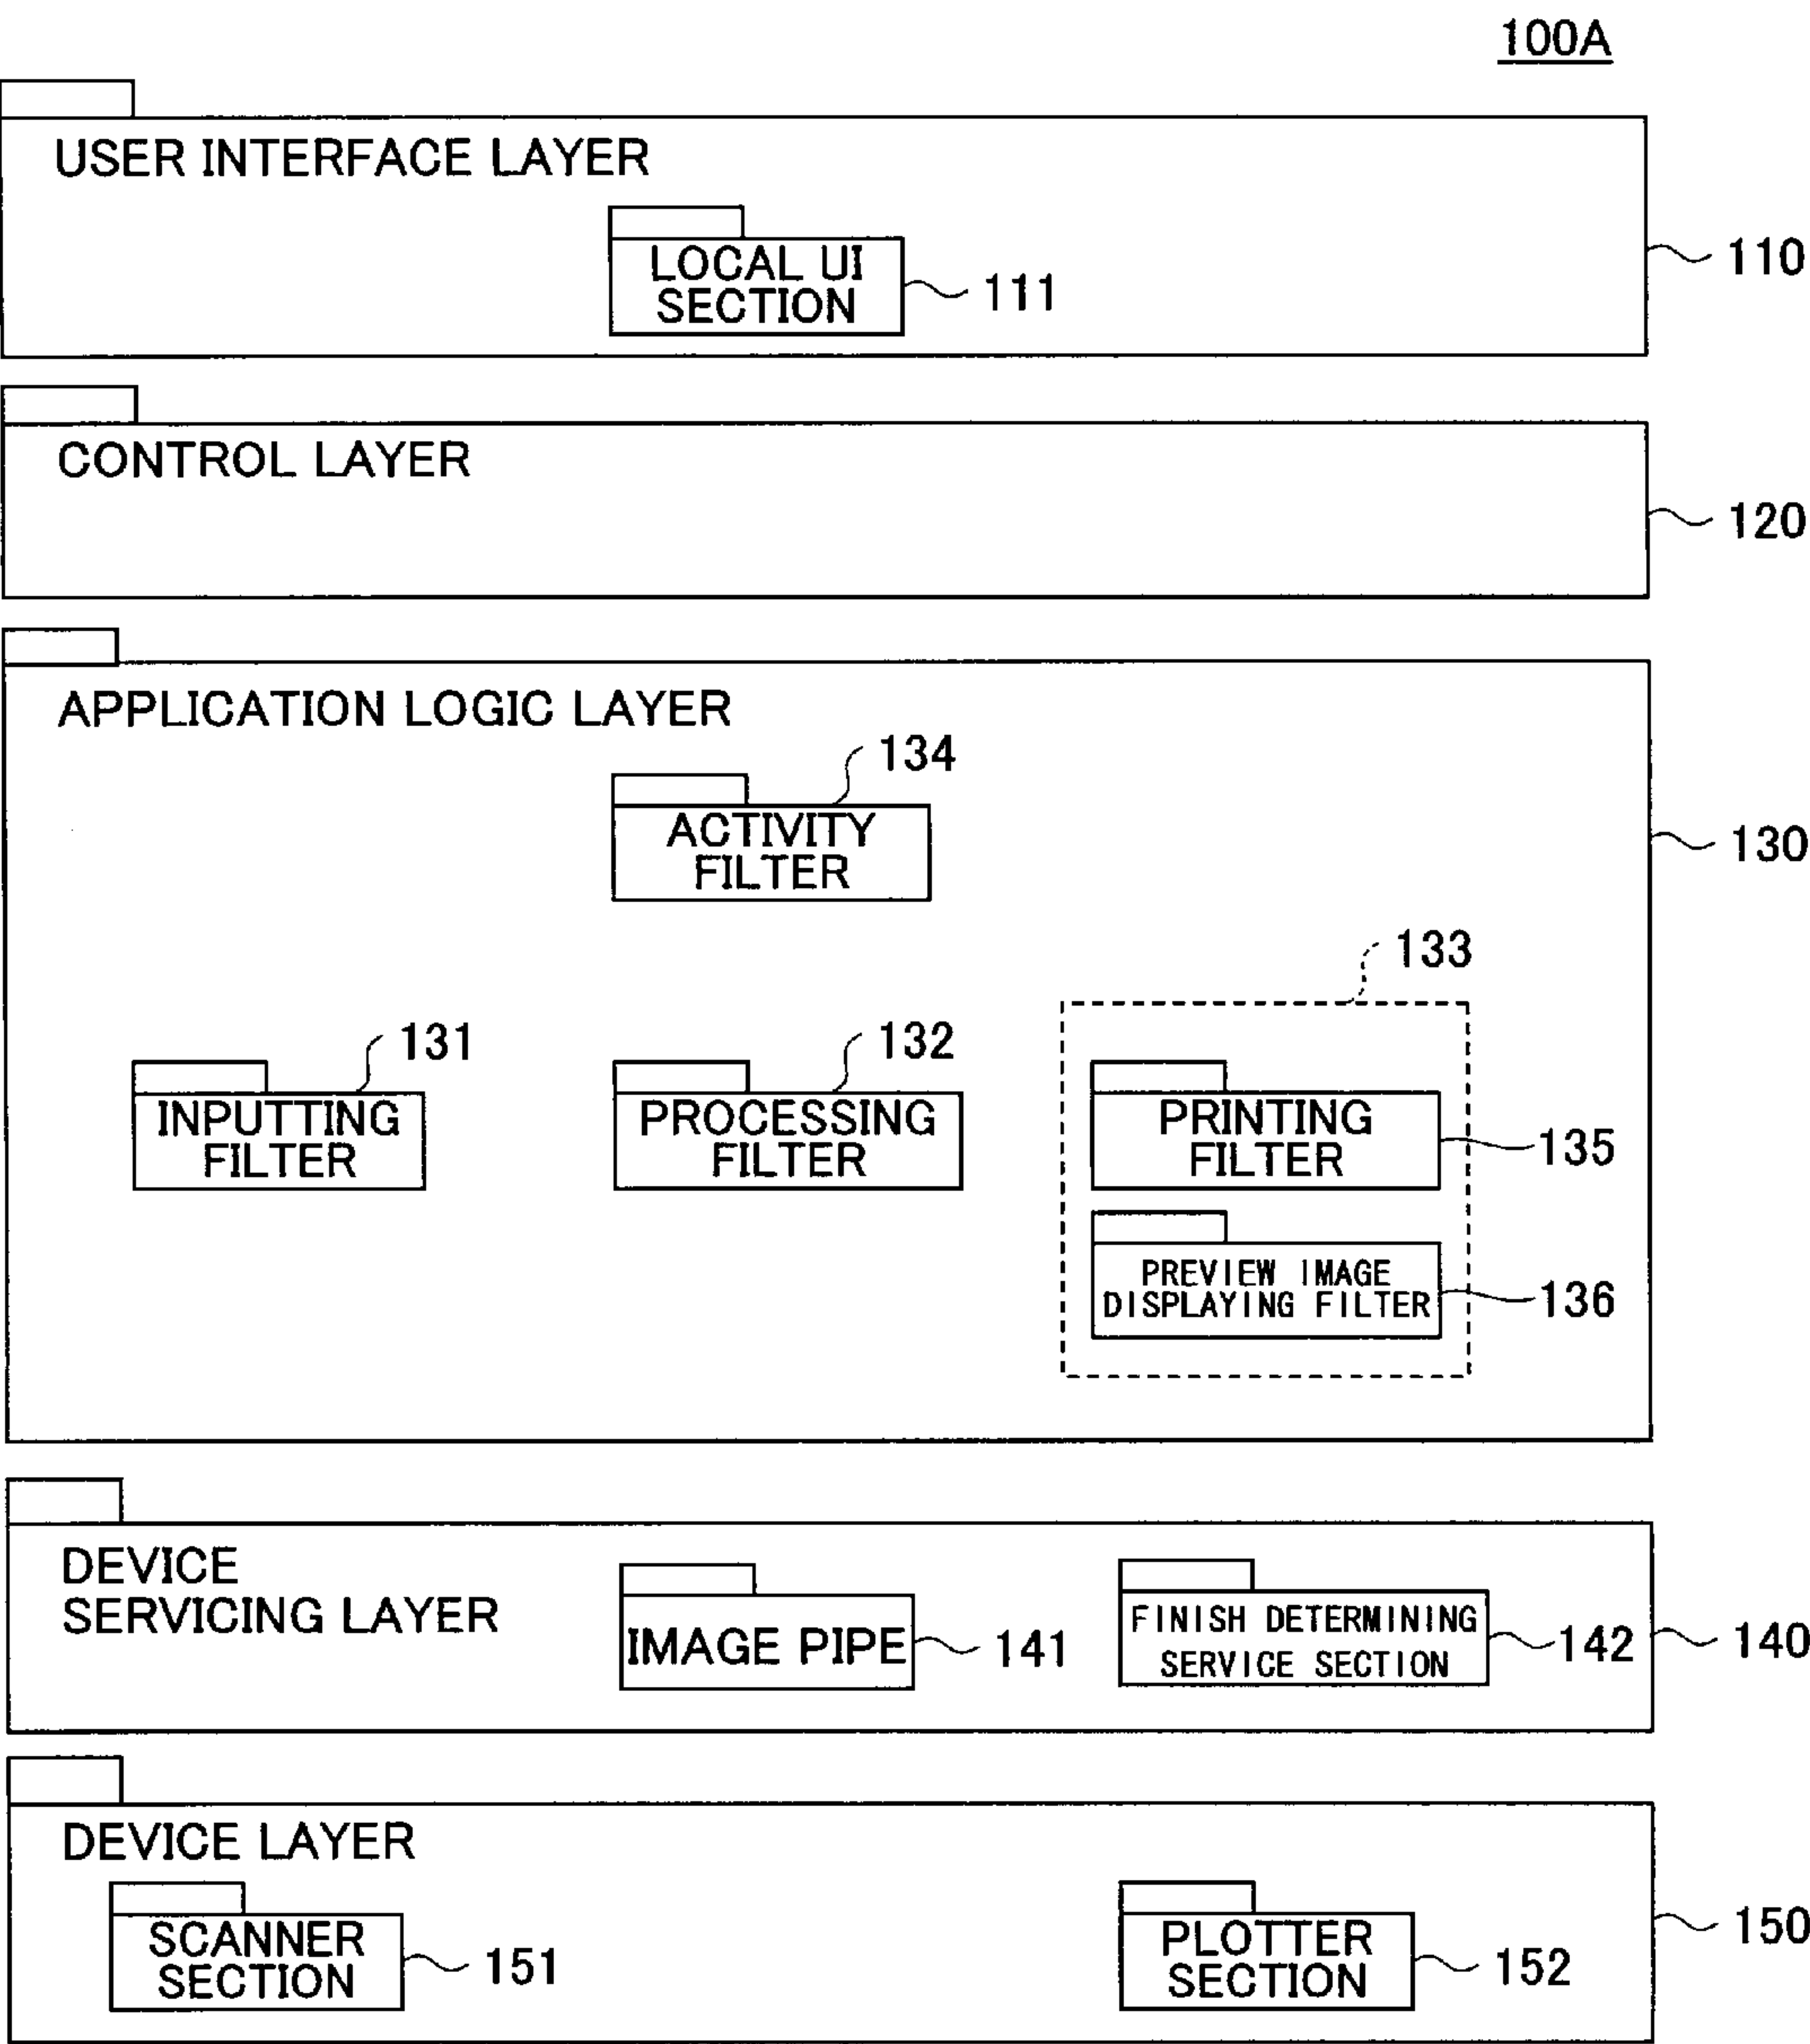 100A
USER INTERFACE LAYER
LOCAL UI
SECTION
111
110
CONTROL LAYER
120
APPLICATION LOGIC LAYER
134
ACTIVITY
FILTER
130
133
131
INPUTTING
FILTER
132
PROCESSING
FILTER
PRINTING
FILTER
135
PREVIEW IMAGE
DISPLAYING FILTER
136
DEVICE
SERVICING LAYER
IMAGE PIPE
141
FINISH DETERMINING
SERVICE SECTION
142
140
DEVICE LAYER
SCANNER
SECTION
151
PLOTTER
SECTION
152
150